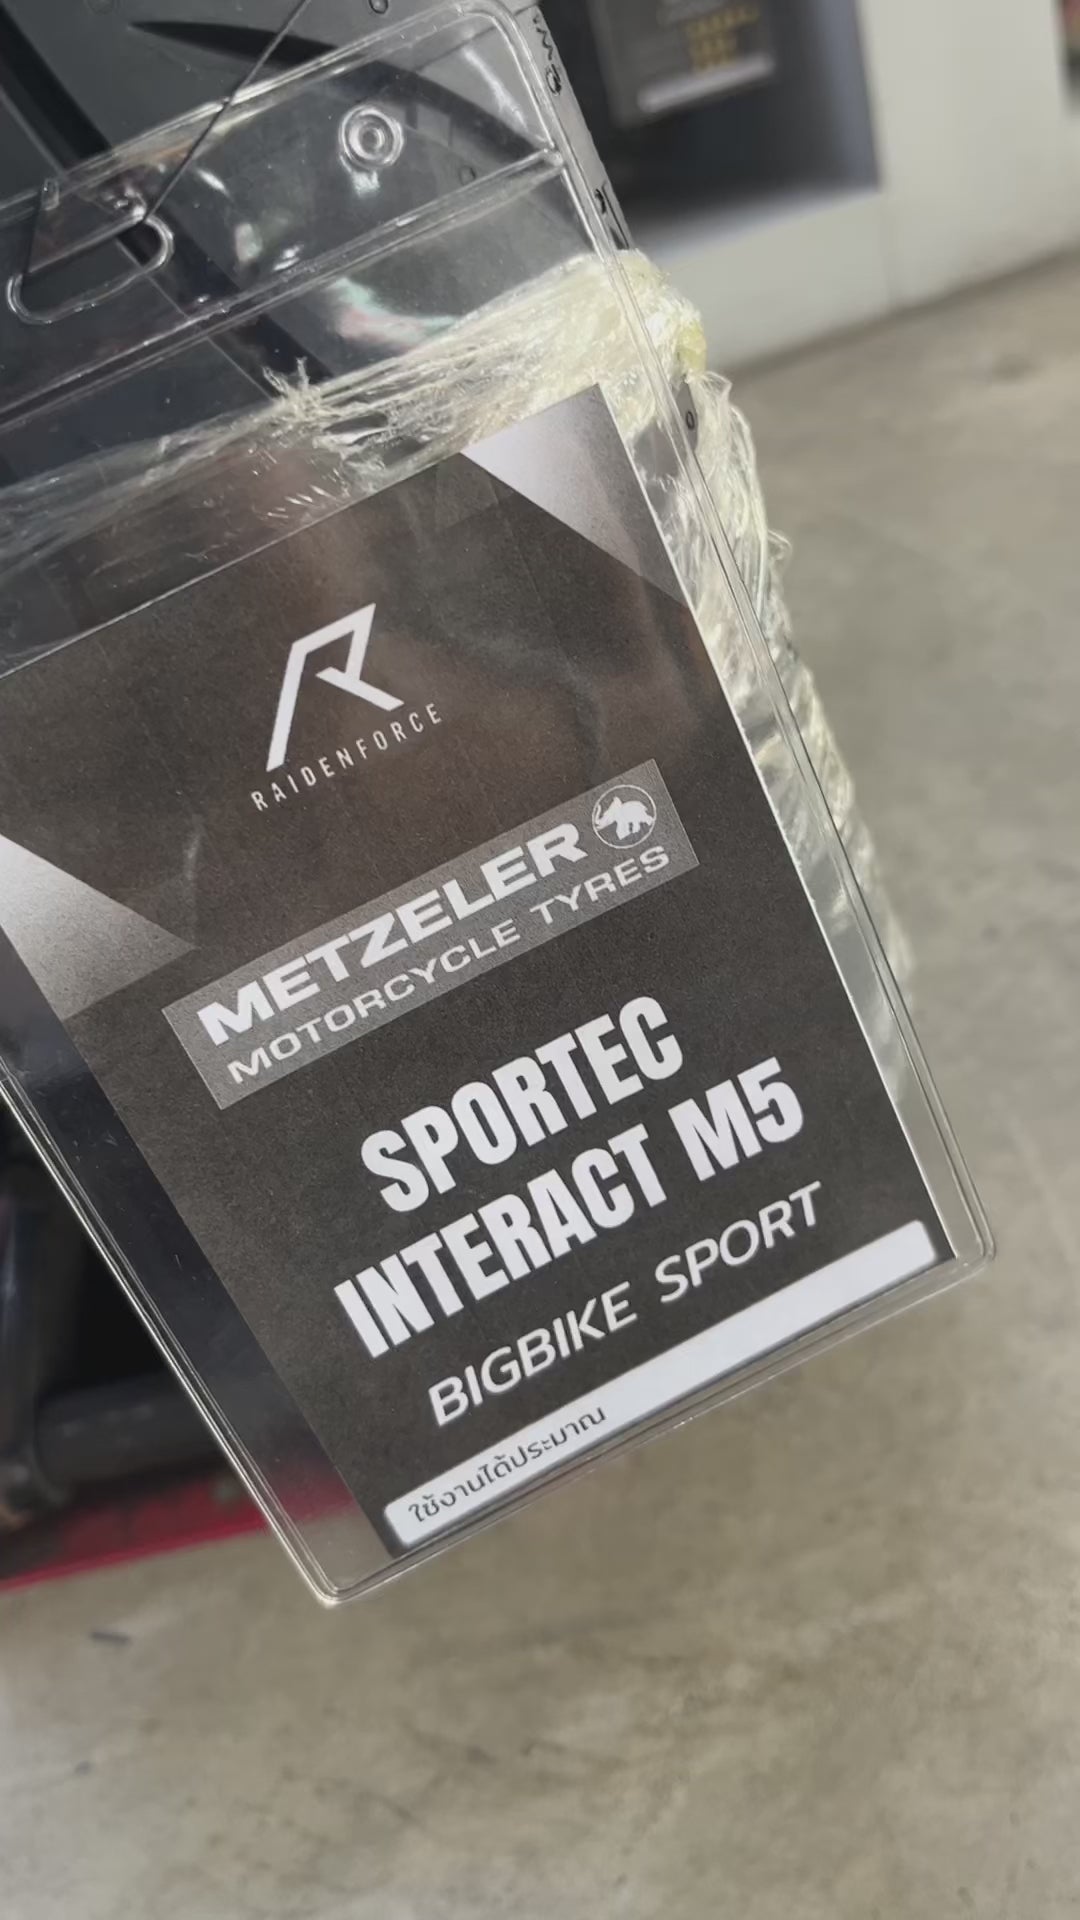 RAIDENFORCE
METZELER
MOTORCYCLE TYRES
SPORTEC
INTERACT M5
BIGBIKE SPORT
ใช้งานได้ประมาณ